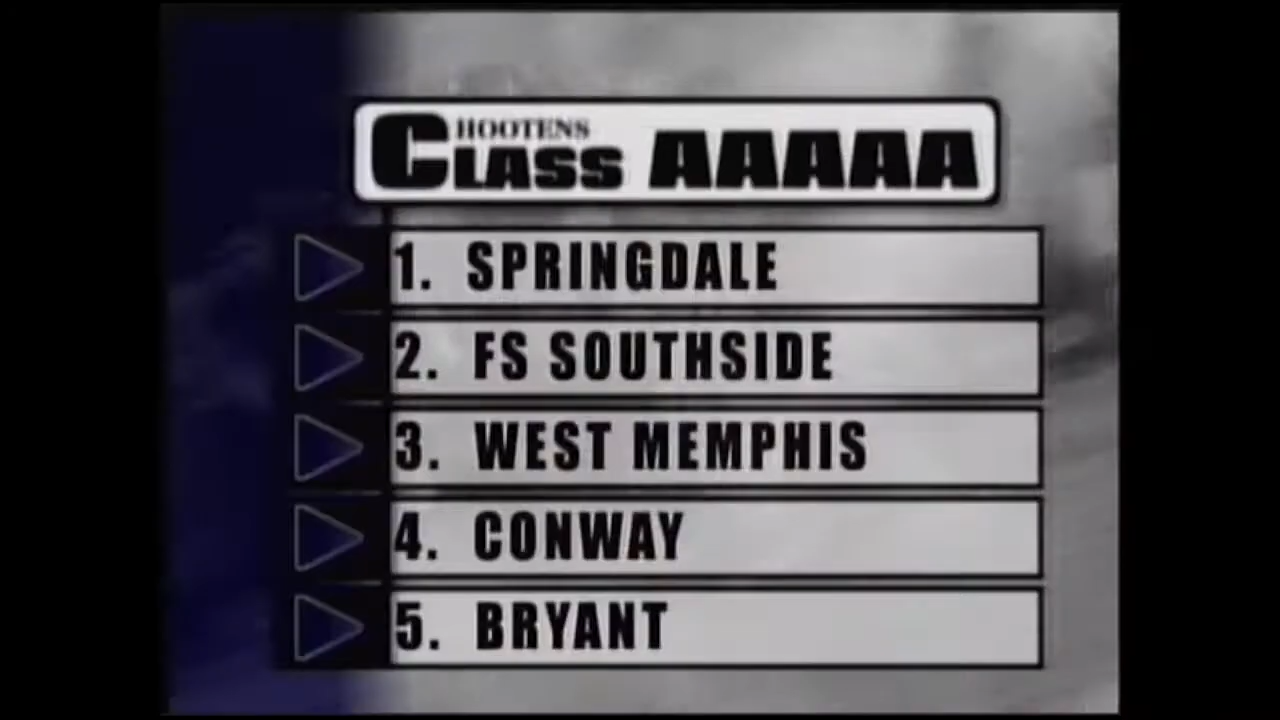 HOOTENS
CLASS AAAAA
1. SPRINGDALE
2. FS SOUTHSIDE
3. WEST MEMPHIS
4. CONWAY
5. BRYANT